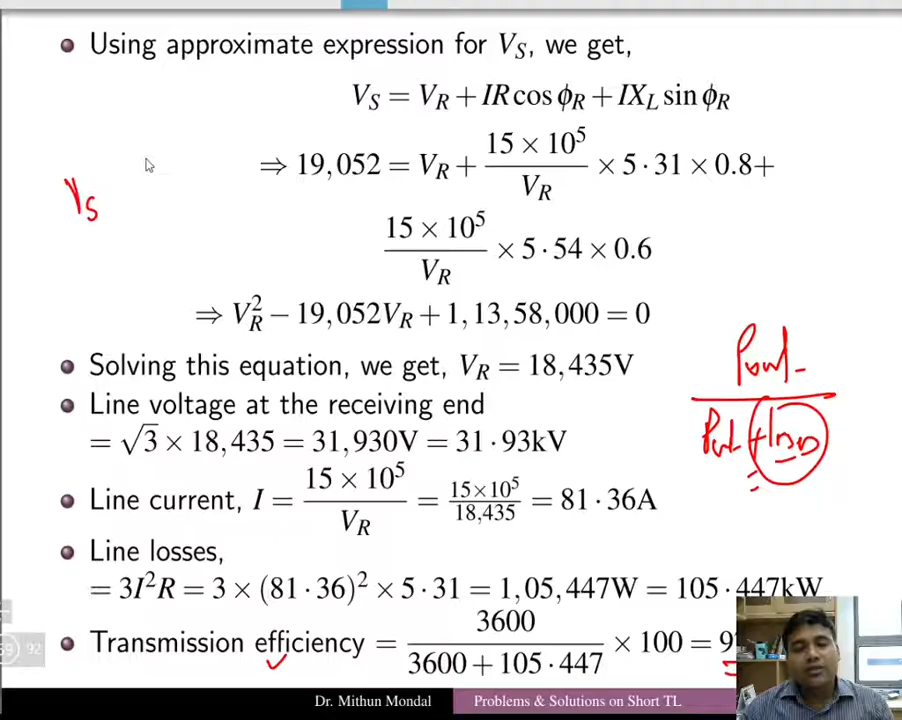 Using approximate expression for V_S, we get,
V_S = V_R + IR cos ϕ_R + IX_L sin ϕ_R
⇒ 19,052 = V_R + 15 × 10^5 / V_R × 5·31 × 0.8+
V_S
15 × 10^5 / V_R × 5·54 × 0.6
⇒ V_R^2 − 19,052V_R + 1,13,58,000 = 0
Solving this equation, we get, V_R = 18,435V
Line voltage at the receiving end
= √3 × 18,435 = 31,930V = 31·93kV
Line current, I = 15 × 10^5 / V_R = 15×10^5 / 18,435 = 81·36A
Line losses,
= 3I^2R = 3 × (81·36)^2 × 5·31 = 1,05,447W = 105·447kW
Transmission efficiency = 3600 / 3600 + 105·447 × 100 = 9
92
Dr. Mithun Mondal Problems & Solutions on Short TL